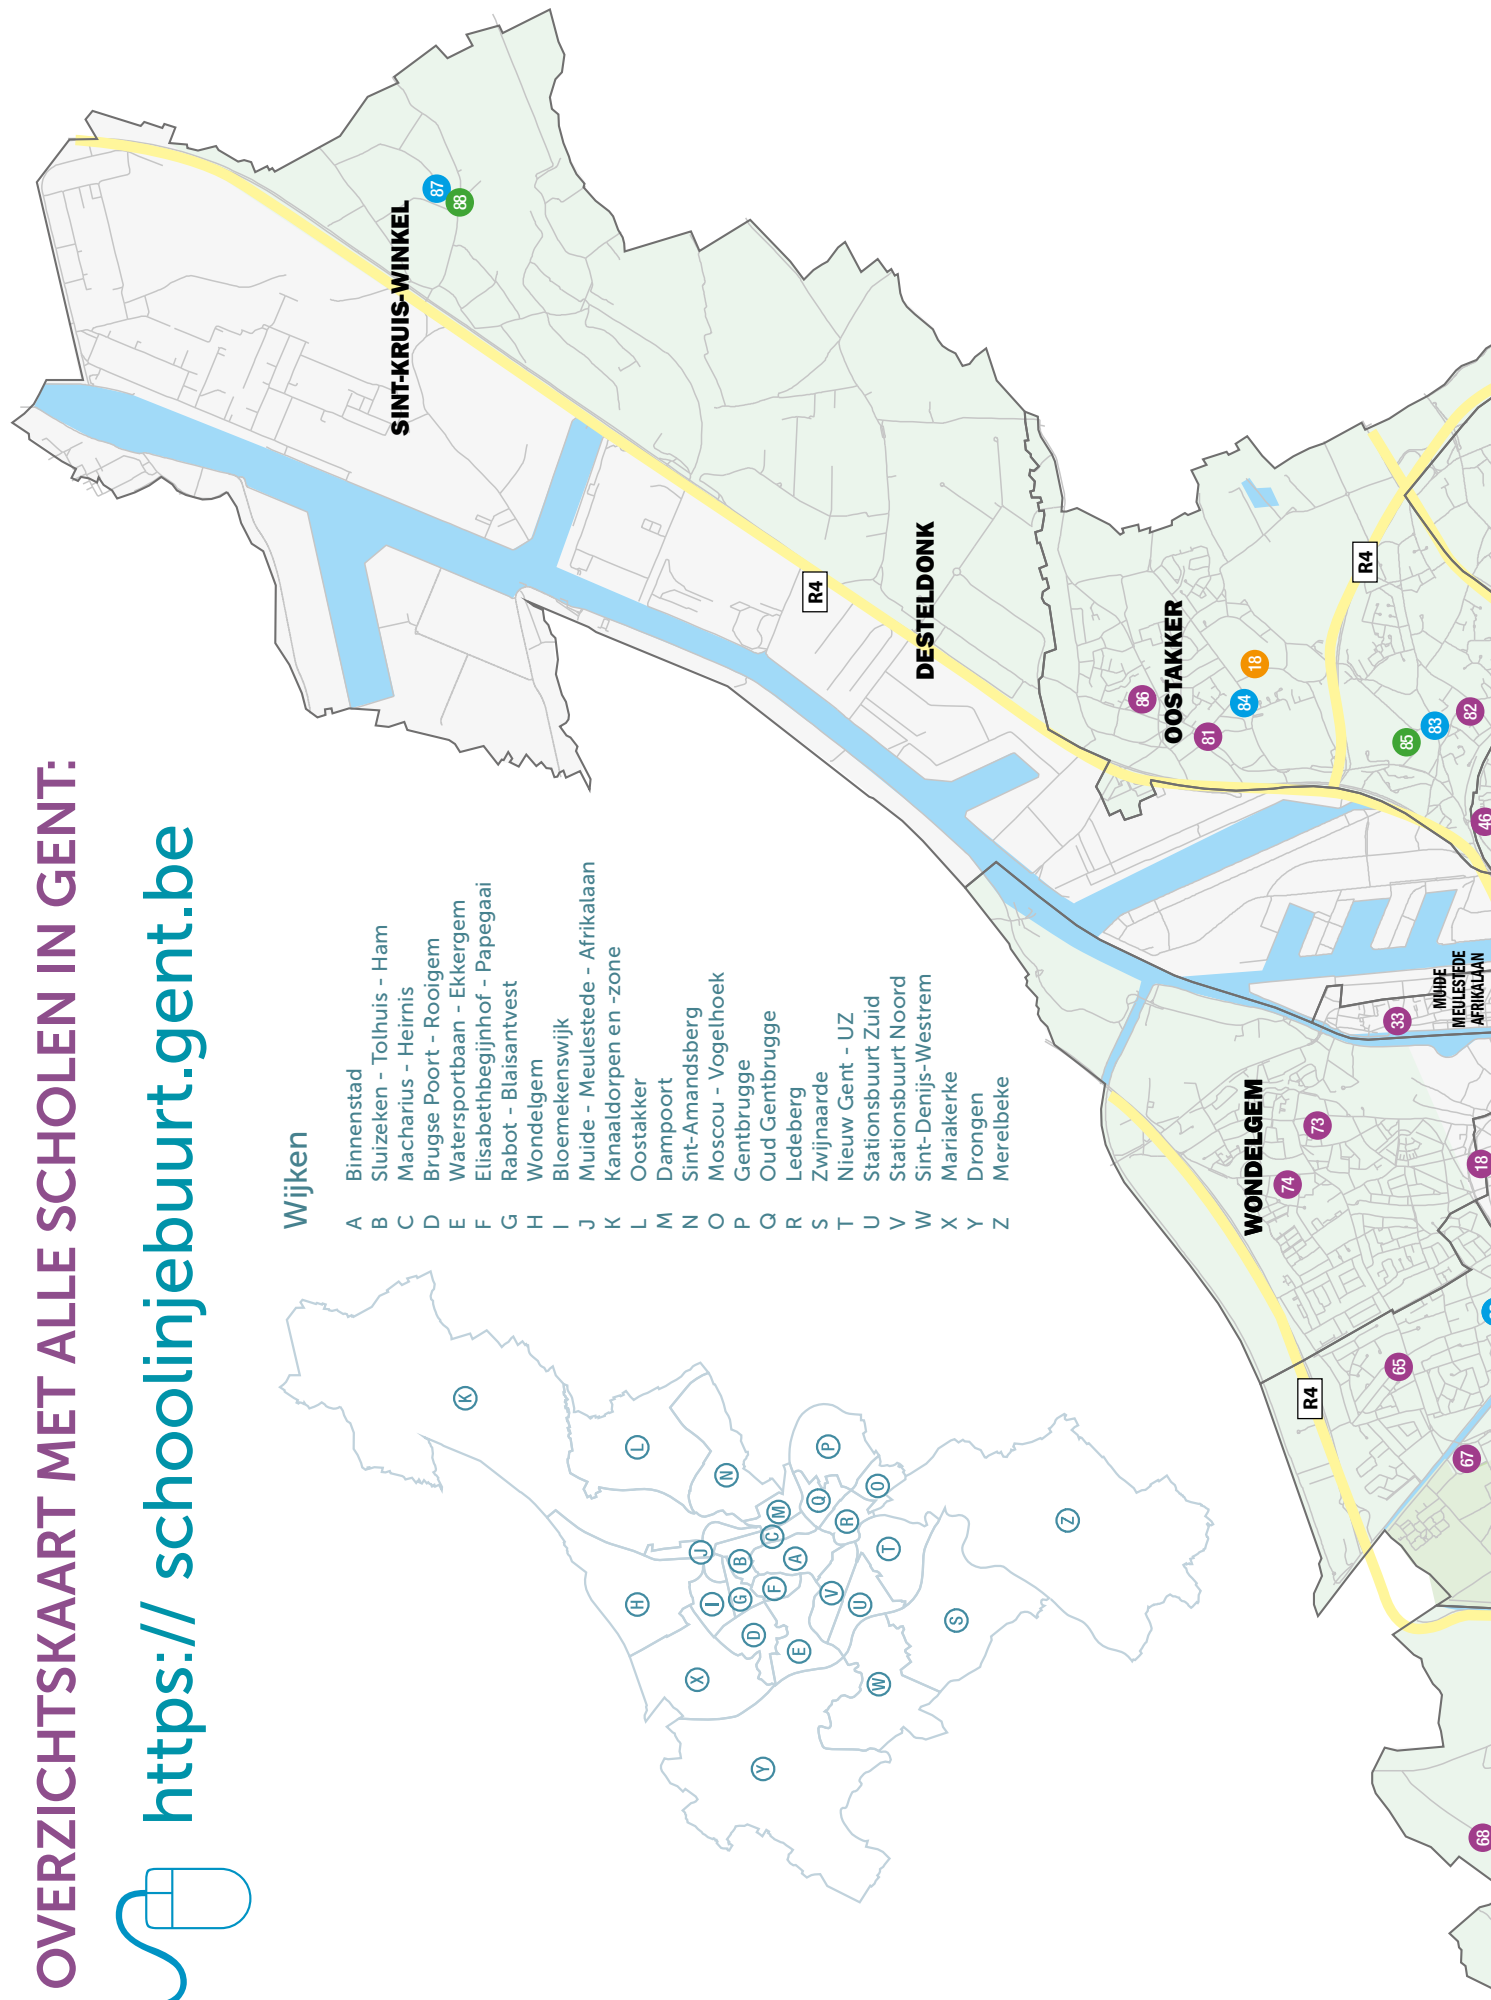 OVERZICHTSKAART MET ALLE SCHOLEN IN GENT:
https:// schoolinjebuurt.gent.be
Wijken
A Binnenstad
B Sluizeken - Tolhuis - Ham
C Macharius - Heirnis
D Brugse Poort - Rooigem
E Watersportbaan - Ekkergem
F Elisabethbegijnhof - Papegaai
G Rabot - Blaisantvest
H Wondelgem
I Bloemekenswijk
J Muide - Meulestede - Afrikalaan
K Kanaaldorpen en -zone
L Oostakker
M Dampoort
N Sint-Amandsberg
O Moscou - Vogelhoek
P Gentbrugge
Q Oud Gentbrugge
R Ledeberg
S Zwijnaarde
T Nieuw Gent - UZ
U Stationsbuurt Zuid
V Stationsbuurt Noord
W Sint-Denijs-Westrem
X Mariakerke
Y Drongen
Z Merelbeke
K
L
N
P
O
M
Q
C
R
J
B
A
T
Z
H
I
G
F
V
U
D
E
S
X
W
Y
SINT-KRUIS-WINKEL
87
88
R4
DESTELDONK
OOSTAKKER
86
81
84
18
R4
85
83
82
46
MUIDE
MEULESTEDE
AFRIKALAAN
33
WONDELGEM
73
74
18
65
R4
67
68